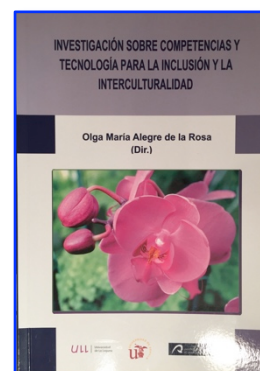 INVESTIGACIÓN SOBRE COMPETENCIAS Y
TECNOLOGÍA PARA LA INCLUSIÓN Y LA
INTERCULTURALIDAD
Olga María Alegre de la Rosa
(Dir.)
ULL